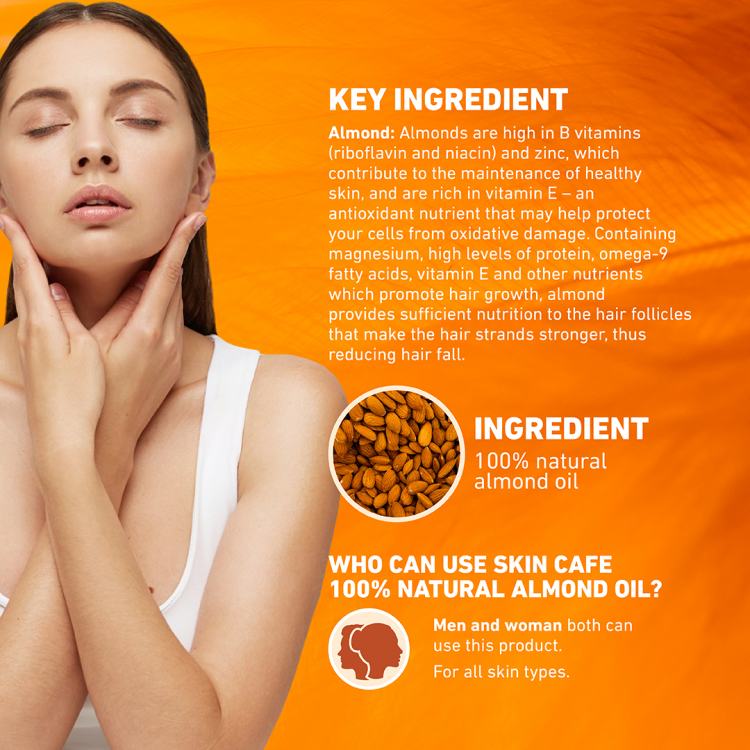 KEY INGREDIENT
Almond: Almonds are high in B vitamins
(riboflavin and niacin) and zinc, which
contribute to the maintenance of healthy
skin, and are rich in vitamin E – an
antioxidant nutrient that may help protect
your cells from oxidative damage. Containing
magnesium, high levels of protein, omega-9
fatty acids, vitamin E and other nutrients
which promote hair growth, almond
provides sufficient nutrition to the hair follicles
that make the hair strands stronger, thus
reducing hair fall.
INGREDIENT
100% natural
almond oil
WHO CAN USE SKIN CAFE
100% NATURAL ALMOND OIL?
Men and woman both can
use this product.
For all skin types.